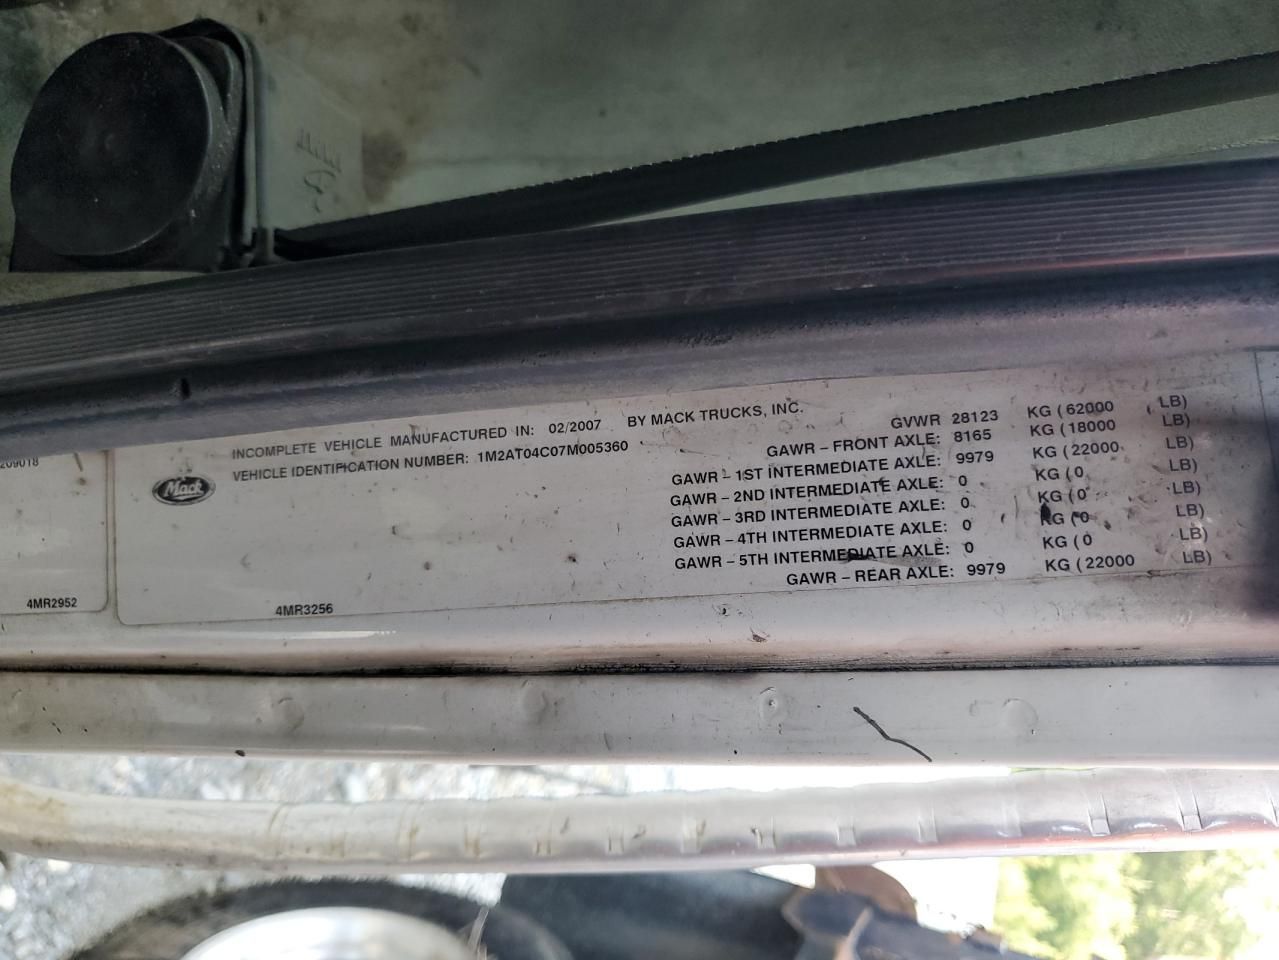 209018
4MR2952
Mack
INCOMPLETE VEHICLE MANUFACTURED IN: 02/2007 BY MACK TRUCKS, INC.
VEHICLE IDENTIFICATION NUMBER: 1M2AT04C07M005360
GVWR 28123 KG (62000 LB)
GAWR – FRONT AXLE: 8165 KG (18000 LB)
GAWR – 1ST INTERMEDIATE AXLE: 9979 KG (22000 LB)
GAWR – 2ND INTERMEDIATE AXLE: 0 KG (0 LB)
GAWR – 3RD INTERMEDIATE AXLE: 0 KG (0 LB)
GAWR – 4TH INTERMEDIATE AXLE: 0 KG (0 LB)
GAWR – 5TH INTERMEDIATE AXLE: 0 KG (0 LB)
GAWR – REAR AXLE: 9979 KG (22000 LB)
4MR3256